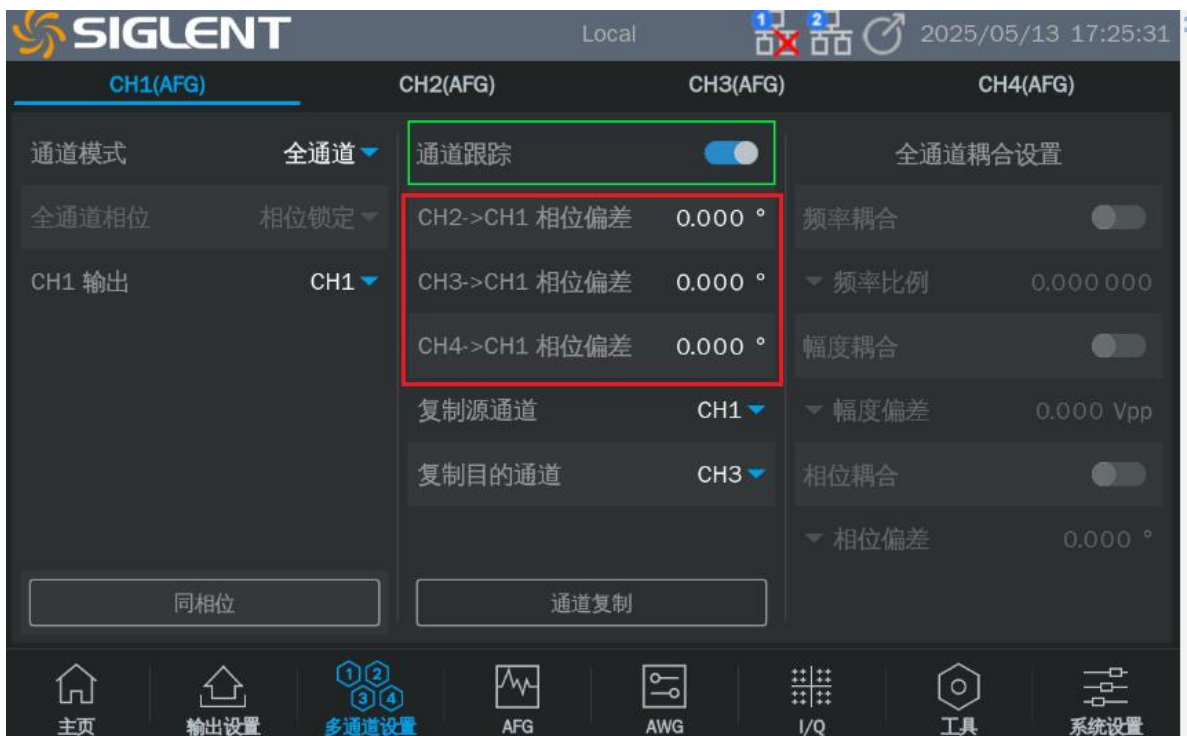 SIGLENT Local 1 2 2025/05/13 17:25:31
CH1(AFG) CH2(AFG) CH3(AFG) CH4(AFG)
通道模式 全通道
全通道相位 相位锁定
CH1 输出 CH1
同相位
通道跟踪
CH2->CH1 相位偏差 0.000 °
CH3->CH1 相位偏差 0.000 °
CH4->CH1 相位偏差 0.000 °
复制源通道 CH1
复制目的通道 CH3
通道复制
全通道耦合设置
频率耦合
频率比例 0.000 000
幅度耦合
幅度偏差 0.000 Vpp
相位耦合
相位偏差 0.000 °
1 2 3 4
主页 输出设置 多通道设置 AFG AWG I/Q 工具 系统设置